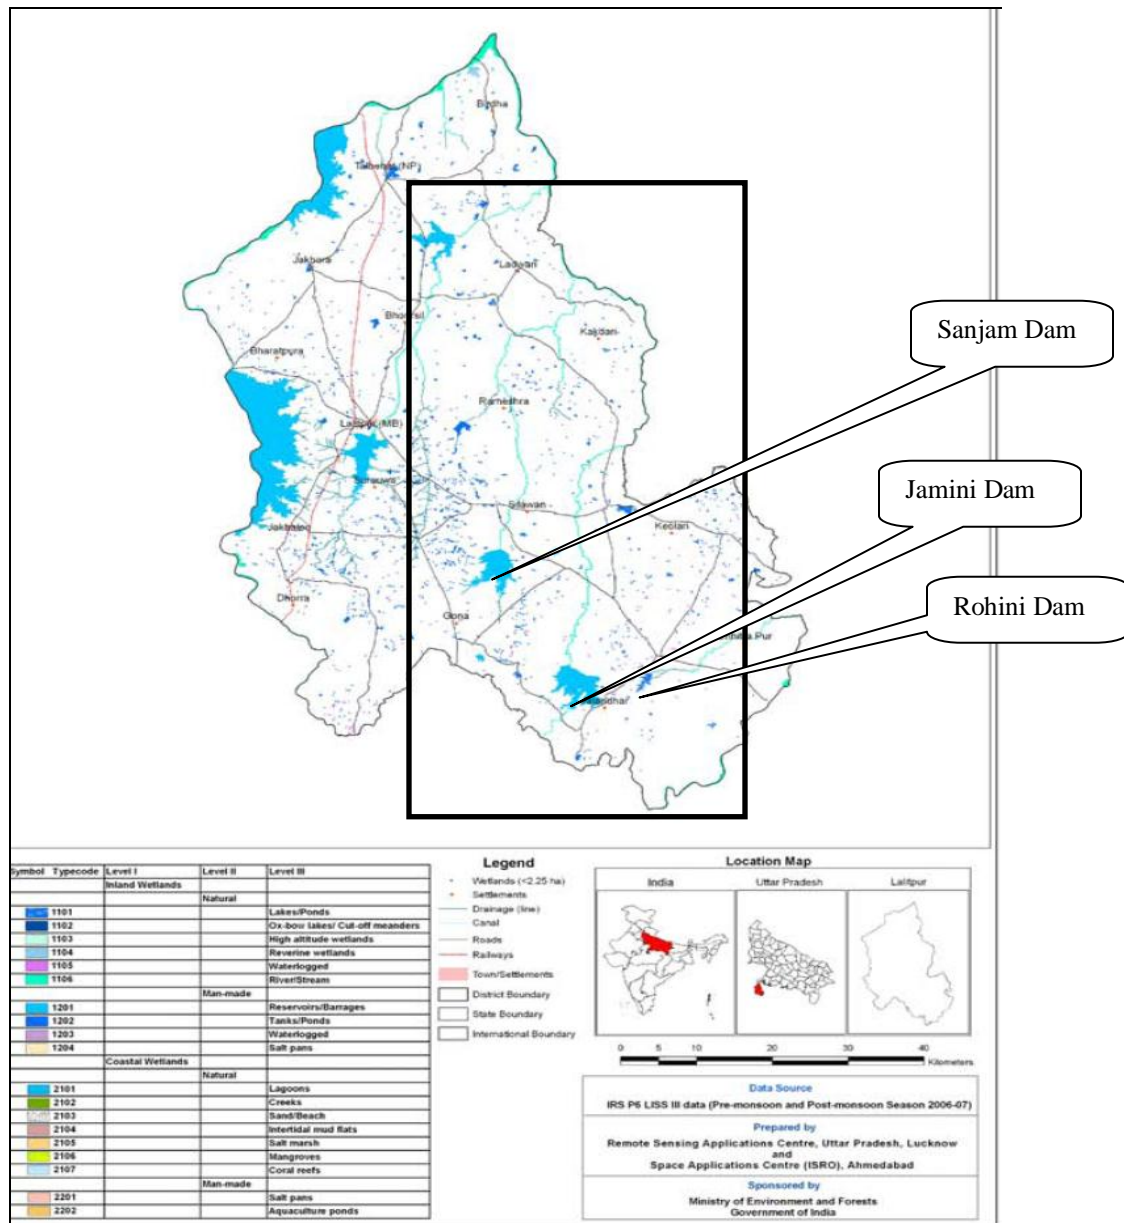 Birdha
Talbehat (NP)
Jakhora
Ladwari
Bhoorsil
Kakdari
Bharatpura
Rameshra
Lalitpur (MB)
Surauwa
Silawan
Jakhalon
Keolari
Dhorra
Gona
Sanjam Dam
Jamini Dam
Rohini Dam
Symbol Typecode Level I Level II Level III
Inland Wetlands
Natural
1101 Lakes/Ponds
1102 Ox-bow lakes/ Cut-off meanders
1103 High altitude wetlands
1104 Reverine wetlands
1105 Waterlogged
1106 River/Stream
Man-made
1201 Reservoirs/Barrages
1202 Tanks/Ponds
1203 Waterlogged
1204 Salt pans
Coastal Wetlands
Natural
2101 Lagoons
2102 Creeks
2103 Sand/Beach
2104 Intertidal mud flats
2105 Salt marsh
2106 Mangroves
2107 Coral reefs
Man-made
2201 Salt pans
2202 Aquaculture ponds
Legend
Wetlands (<2.25 ha)
Settlements
Drainage (line)
Canal
Roads
Railways
Town/Settlements
District Boundary
State Boundary
International Boundary
Location Map
India
Uttar Pradesh
Lalitpur
0 5 10 20 30 40
Kilometers
Data Source
IRS P6 LISS III data (Pre-monsoon and Post-monsoon Season 2006-07)
Prepared by
Remote Sensing Applications Centre, Uttar Pradesh, Lucknow
and
Space Applications Centre (ISRO), Ahmedabad
Sponsored by
Ministry of Environment and Forests
Government of India